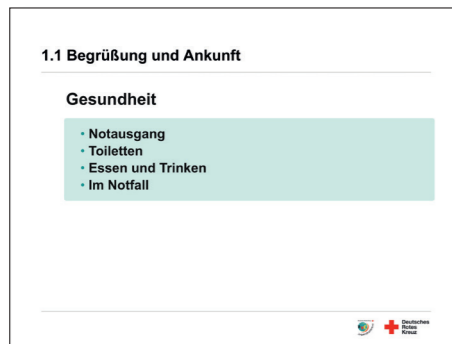 1.1 Begrüßung und Ankunft
Gesundheit
• Notausgang
• Toiletten
• Essen und Trinken
• Im Notfall
Deutsches
Rotes
Kreuz